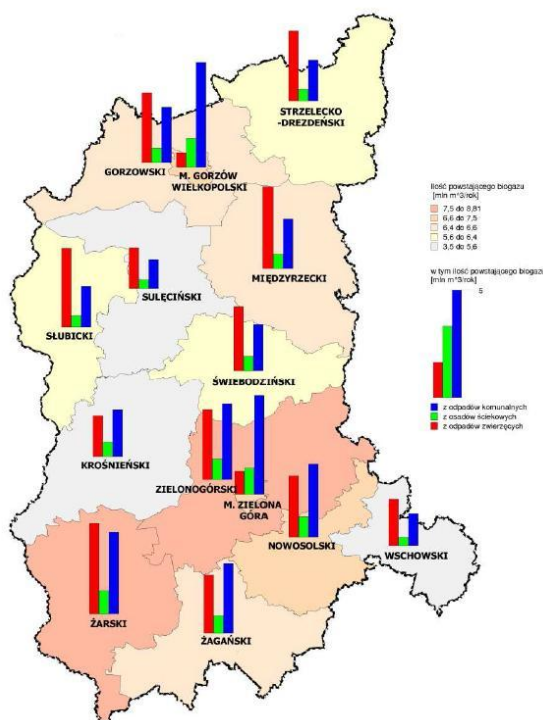 STRZELECKO
-DREZDEŃSKI
GORZOWSKI
M. GORZÓW
WIELKOPOLSKI
MIĘDZYRZECKI
SULĘCIŃSKI
SŁUBICKI
ŚWIEBODZIŃSKI
KROŚNIEŃSKI
ZIELONOGÓRSKI
M. ZIELONA
GÓRA
NOWOSOLSKI
WSCHOWSKI
ŻARSKI
ŻAGAŃSKI
ilość powstającego biogazu
[mln m^3/rok]
7,5 do 8,81
6,6 do 7,5
6,4 do 6,6
5,6 do 6,4
3,5 do 5,6
w tym ilość powstającego biogazu
[mln m^3/rok]
5
z odpadów komunalnych
z osadów ściekowych
z odpadów zwierzęcych